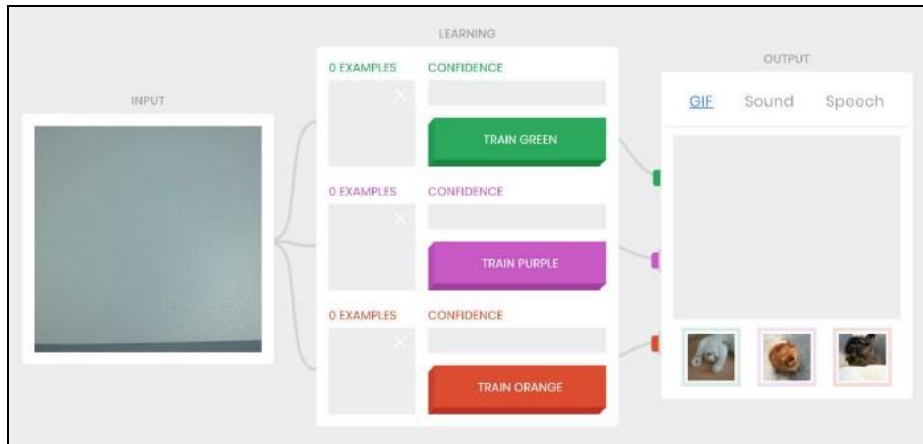 INPUT
LEARNING
0 EXAMPLES CONFIDENCE
TRAIN GREEN
0 EXAMPLES CONFIDENCE
TRAIN PURPLE
0 EXAMPLES CONFIDENCE
TRAIN ORANGE
OUTPUT
GIF Sound Speech